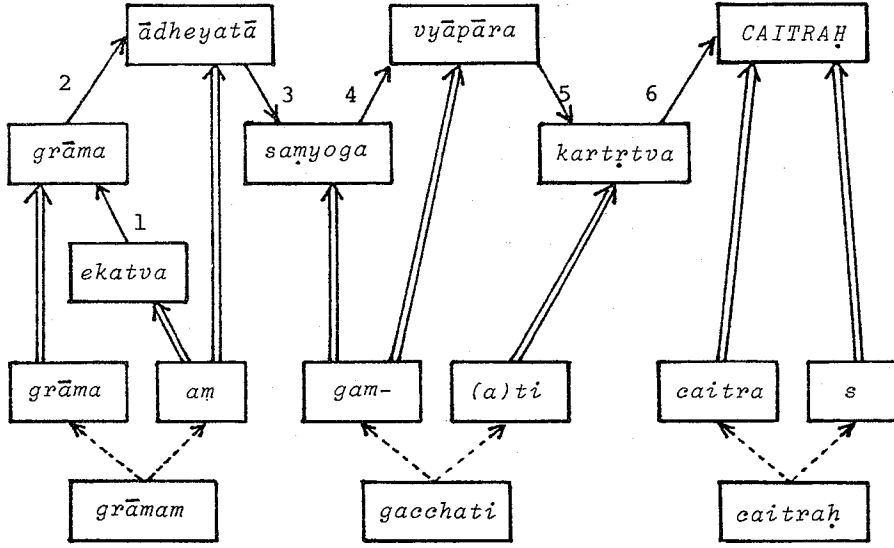 ādheyatā vyāpāra CAITRAḤ
2 3 4 5 6
grāma saṃyoga kartṛtva
1
ekatva
grāma am gam- (a)ti caitra s
grāmam gacchati caitraḥ